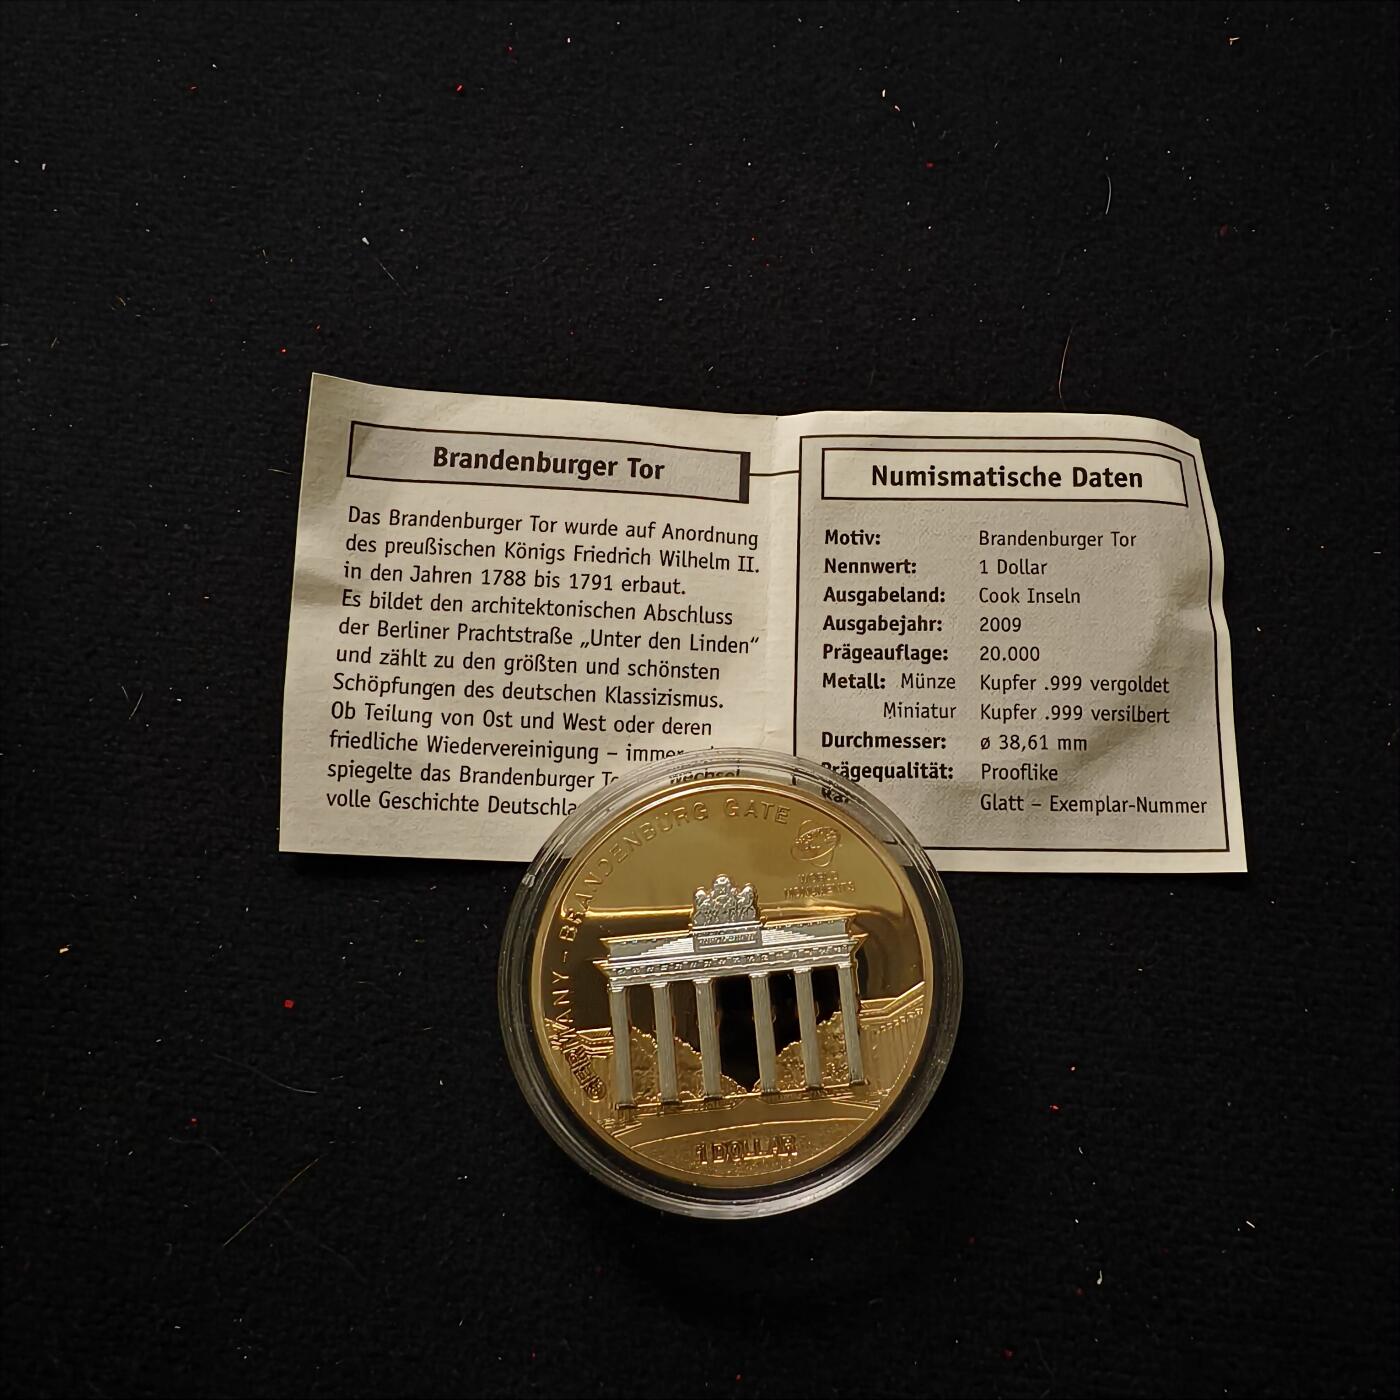 Brandenburger Tor
Das Brandenburger Tor wurde auf Anordnung
des preußischen Königs Friedrich Wilhelm II.
in den Jahren 1788 bis 1791 erbaut.
Es bildet den architektonischen Abschluss
der Berliner Prachtstraße „Unter den Linden“
und zählt zu den größten und schönsten
Schöpfungen des deutschen Klassizismus.
Ob Teilung von Ost und West oder deren
friedliche Wiedervereinigung – immer
spiegelte das Brandenburger Wechsel
volle Geschichte
Numismatische Daten
Motiv: Brandenburger Tor
Nennwert: 1 Dollar
Ausgabeland: Cook Inseln
Ausgabejahr: 2009
Prägeauflage: 20.000
Metall: Münze Kupfer .999 vergoldet
Miniatur Kupfer .999 versilbert
Durchmesser: ø 38,61 mm
Prägequalität: Prooflike
Glatt – Exemplar-Nummer
GERMANY - BRANDENBURG GATE
WORLD
MONUMENTS
1 DOLLAR